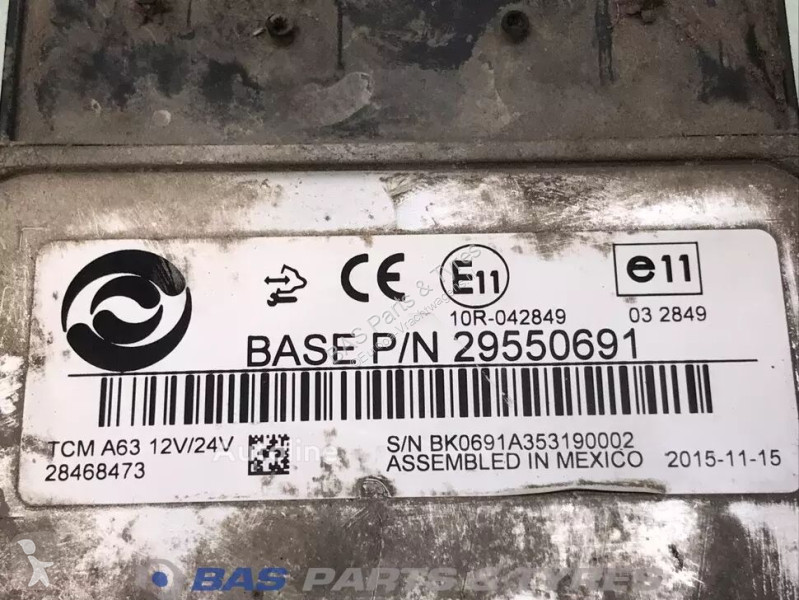 CE E11 e11
10R-042849 03 2849
BASE P/N 29550691
TCM A63 12V/24V S/N BK0691A353190002
28468473 ASSEMBLED IN MEXICO 2015-11-15
BAS PARTS & TYRES